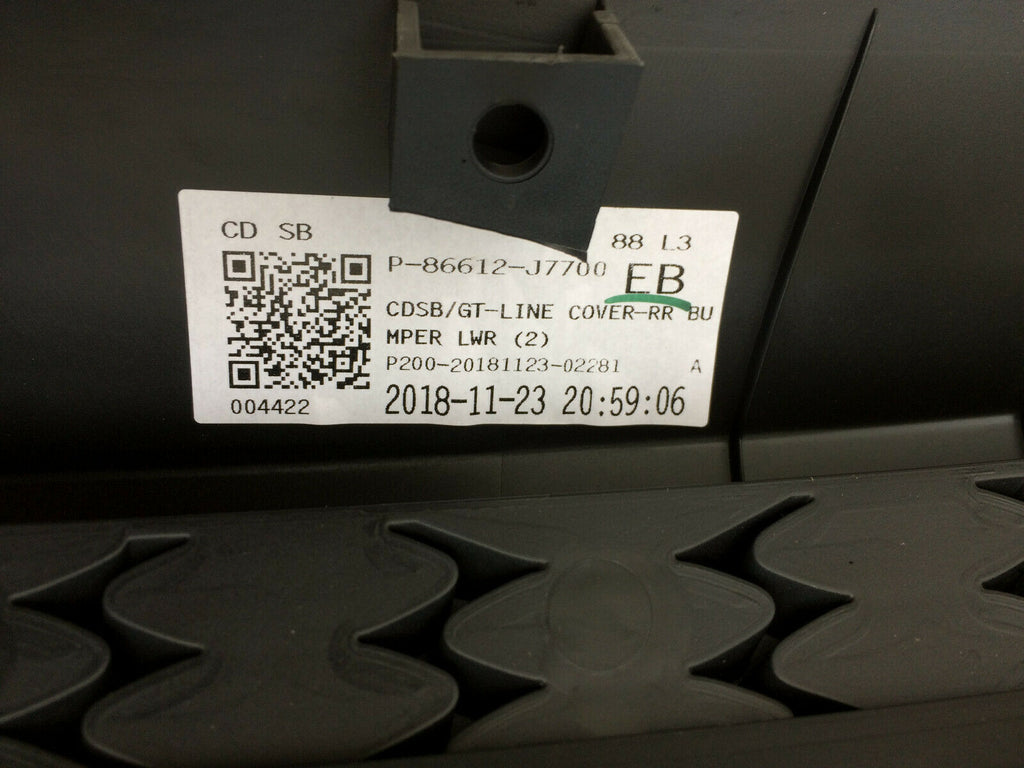 CD SB
88 L3
P-86612-J7700
EB
CDSB/GT-LINE COVER-RR BU
MPER LWR (2)
P200-20181123-02281
A
004422
2018-11-23 20:59:06